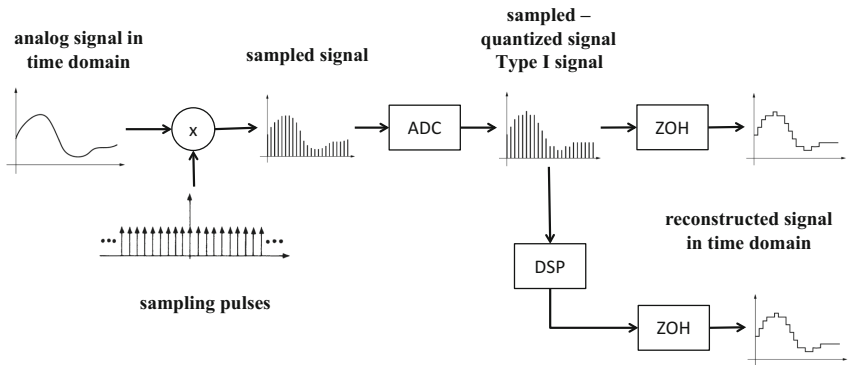 analog signal in
time domain
sampled signal
sampled –
quantized signal
Type I signal
x
ADC
ZOH
sampling pulses
DSP
reconstructed signal
in time domain
ZOH